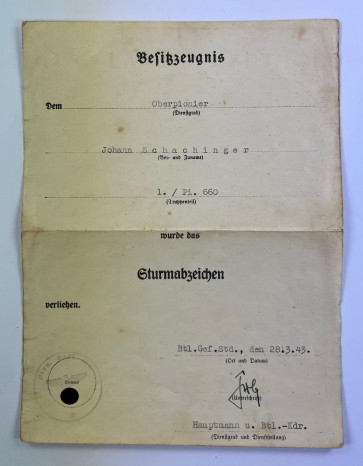 Besitzzeugnis
Dem
Oberpionier
(Dienstgrad)
Johann Schachinger
(Vor- und Zuname)
1. / Pi. 660
(Truppenteil)
wurde das
Sturmabzeichen
verliehen.
Btl.Gef.Std., den 28.3.43.
(Ort und Datum)
(Unterschrift)
Hauptmann u. Btl.-Kdr.
(Dienstgrad und Dienststellung)